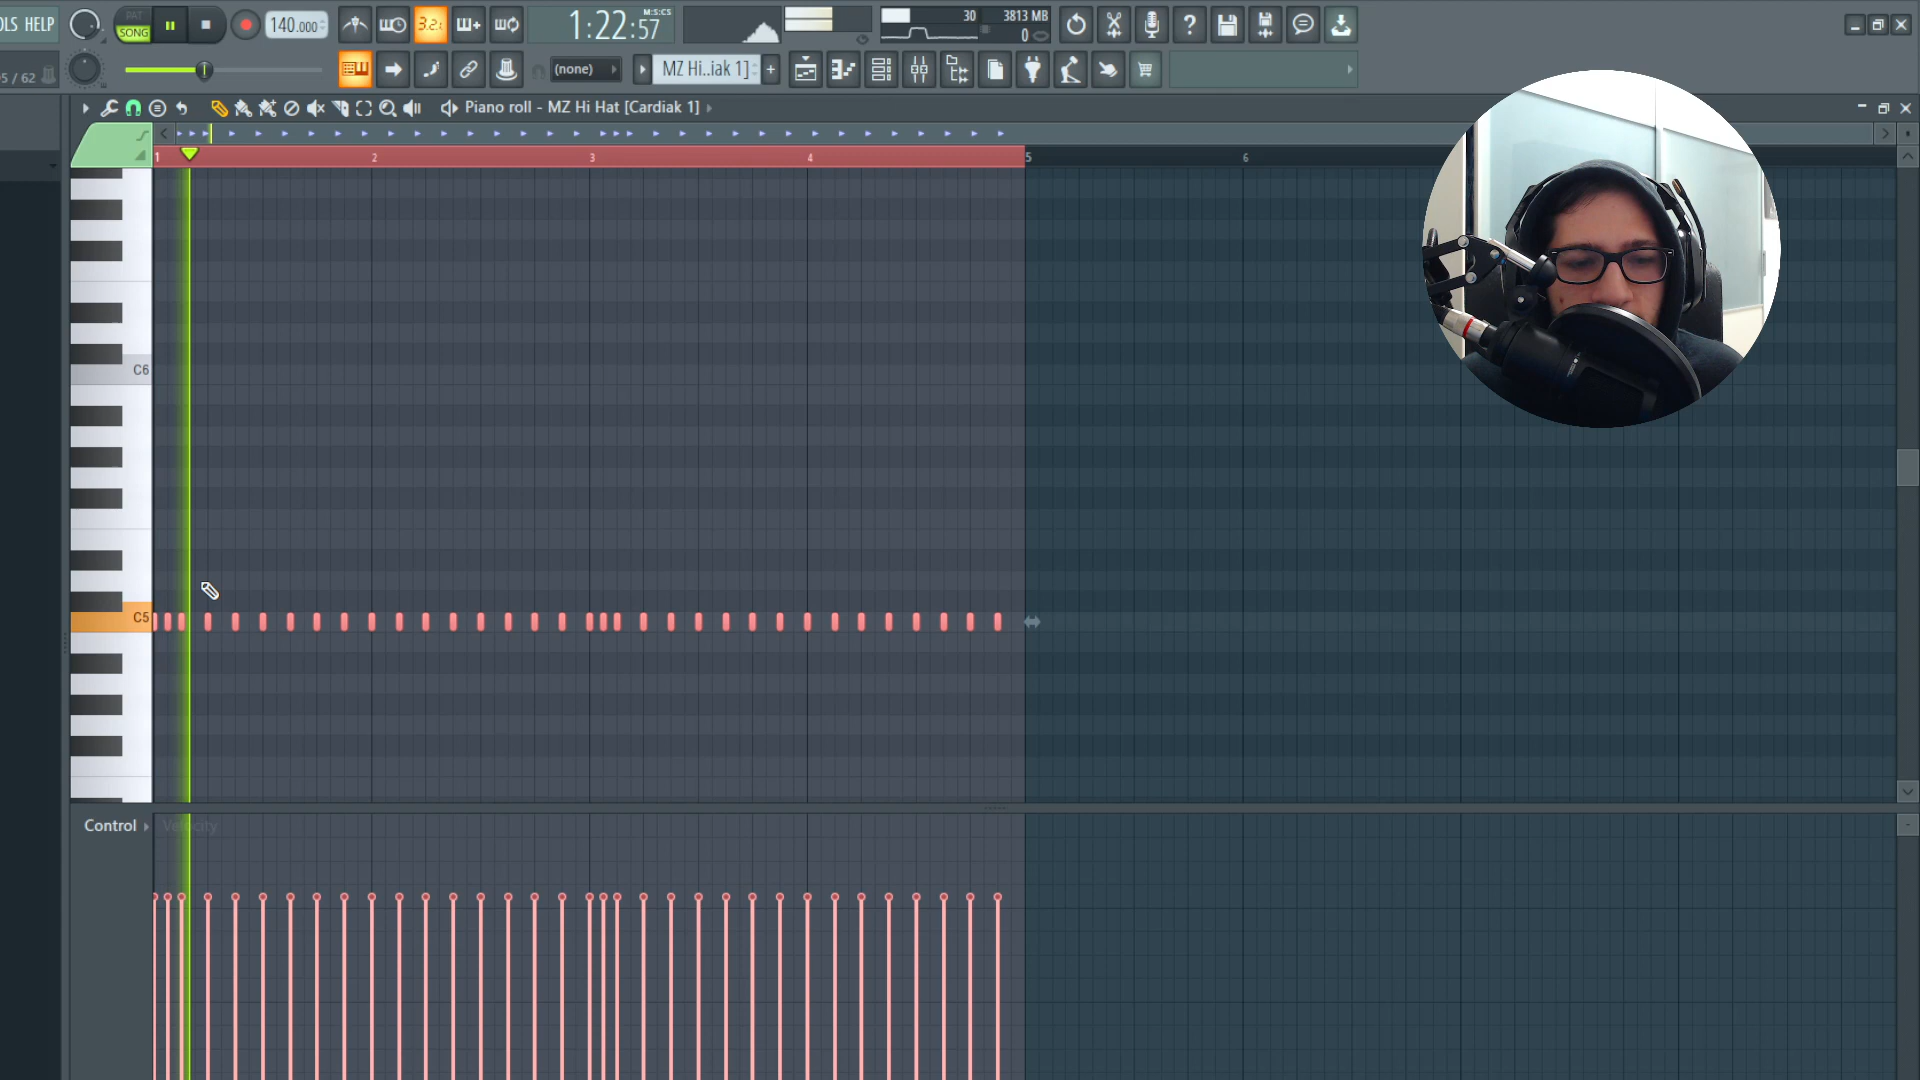 OLS HELP
PAT
SONG
140.000
3.2.
1:22:57
M:S:CS
30
3813 MB
0
5 / 62
(none)
MZ Hi..iak 1]
Piano roll - MZ Hi Hat [Cardiak 1]
1
2
3
4
5
6
C6
C5
Control
Velocity